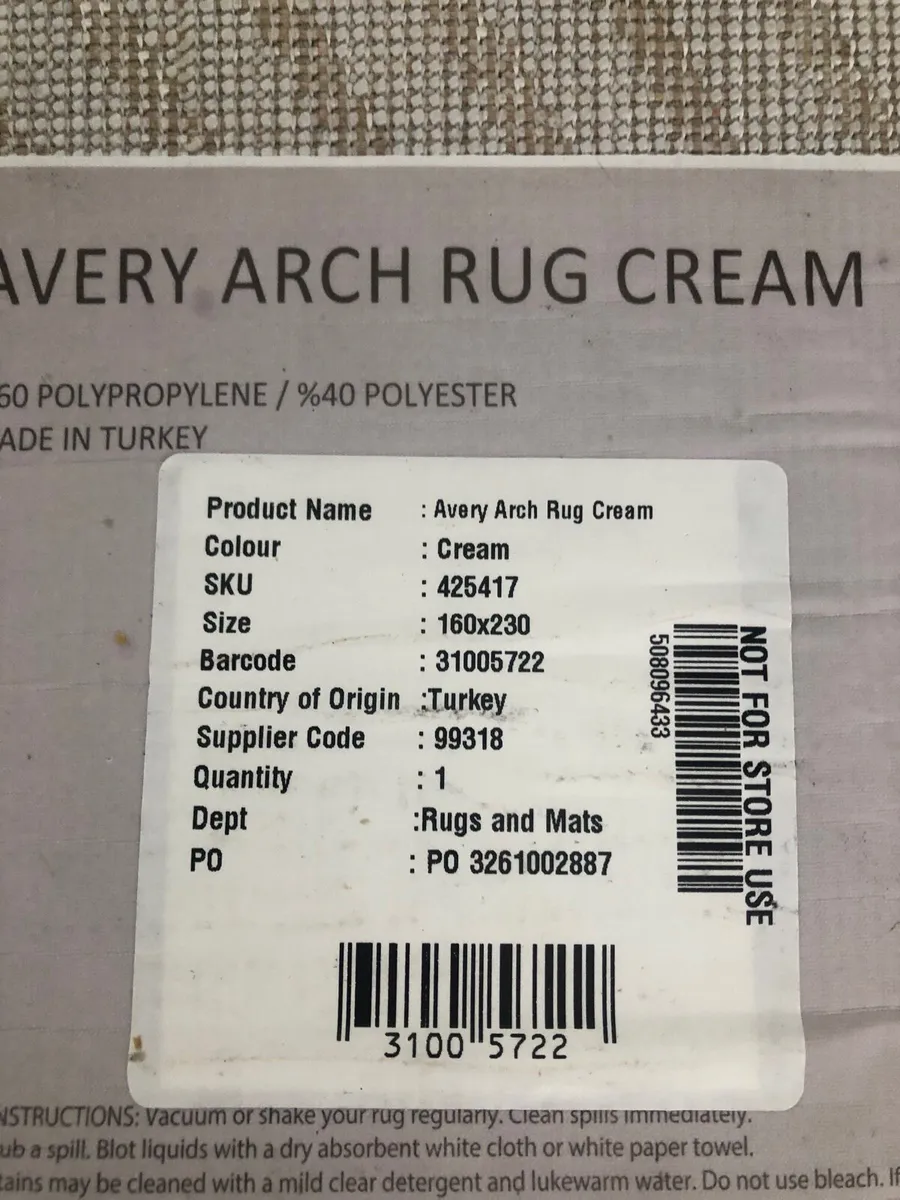 AVERY ARCH RUG CREAM
60 POLYPROPYLENE / %40 POLYESTER
ADE IN TURKEY
Product Name : Avery Arch Rug Cream
Colour : Cream
SKU : 425417
Size : 160x230
Barcode : 31005722
Country of Origin :Turkey
Supplier Code : 99318
Quantity : 1
Dept :Rugs and Mats
PO : PO 3261002887
508096433
NOT FOR STORE USE
3100 5722
NSTRUCTIONS: Vacuum or shake your rug regularly. Clean spills immediately.
ub a spill. Blot liquids with a dry absorbent white cloth or white paper towel.
tains may be cleaned with a mild clear detergent and lukewarm water. Do not use bleach. If